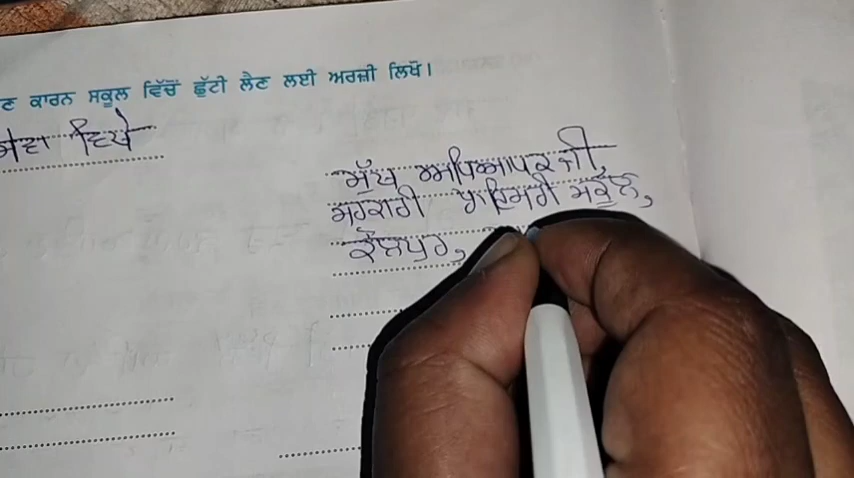 ਣ ਕਾਰਨ ਸਕੂਲ ਵਿੱਚੋਂ ਛੁੱਟੀ ਲੈਣ ਲਈ ਅਰਜ਼ੀ ਲਿਖੋ।
ਸੇਵਾ ਵਿਖੇ
ਮੁੱਖ ਅਧਿਆਪਕ ਜੀ,
ਸਰਕਾਰੀ ਪ੍ਰਾਇਮਰੀ ਸਕੂਲ,